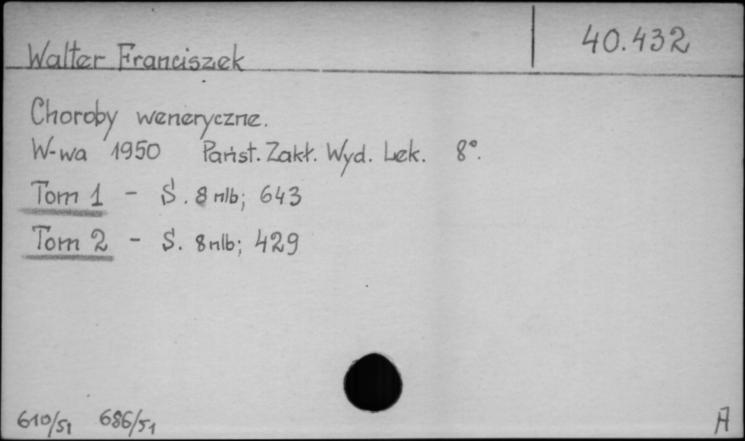 40.432
Walter Franciszek
Choroby weneryczne.
W-wa 1950 Państ. Zakł. Wyd. Lek. 8°.
Tom 1 - S. 8 nlb; 643
Tom 2 - S. 8 nlb; 429
610/51 686/51
A